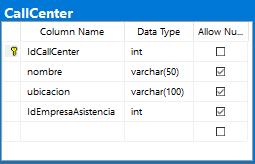 CallCenter
Column Name Data Type Allow Nu...
IdCallCenter int
nombre varchar(50)
ubicacion varchar(100)
IdEmpresaAsistencia int